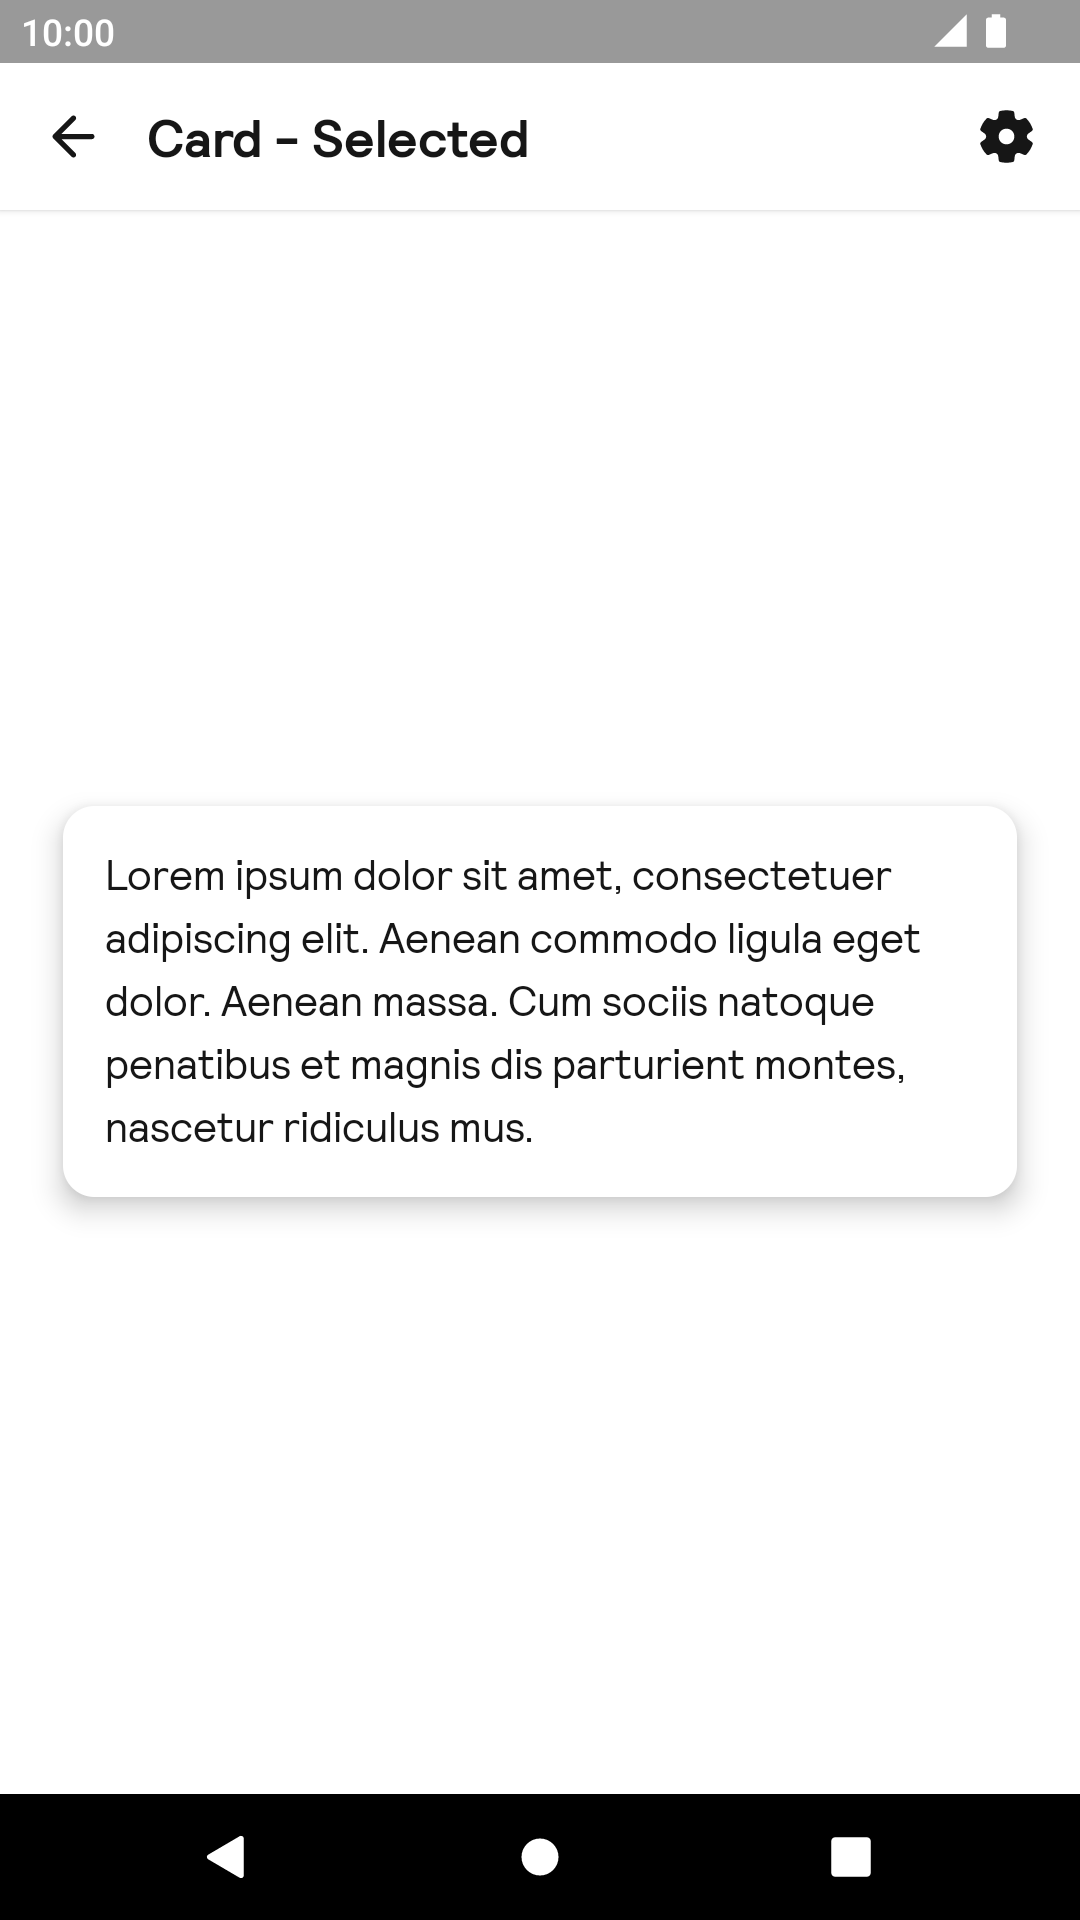 10:00
Card - Selected
Lorem ipsum dolor sit amet, consectetuer
adipiscing elit. Aenean commodo ligula eget
dolor. Aenean massa. Cum sociis natoque
penatibus et magnis dis parturient montes,
nascetur ridiculus mus.